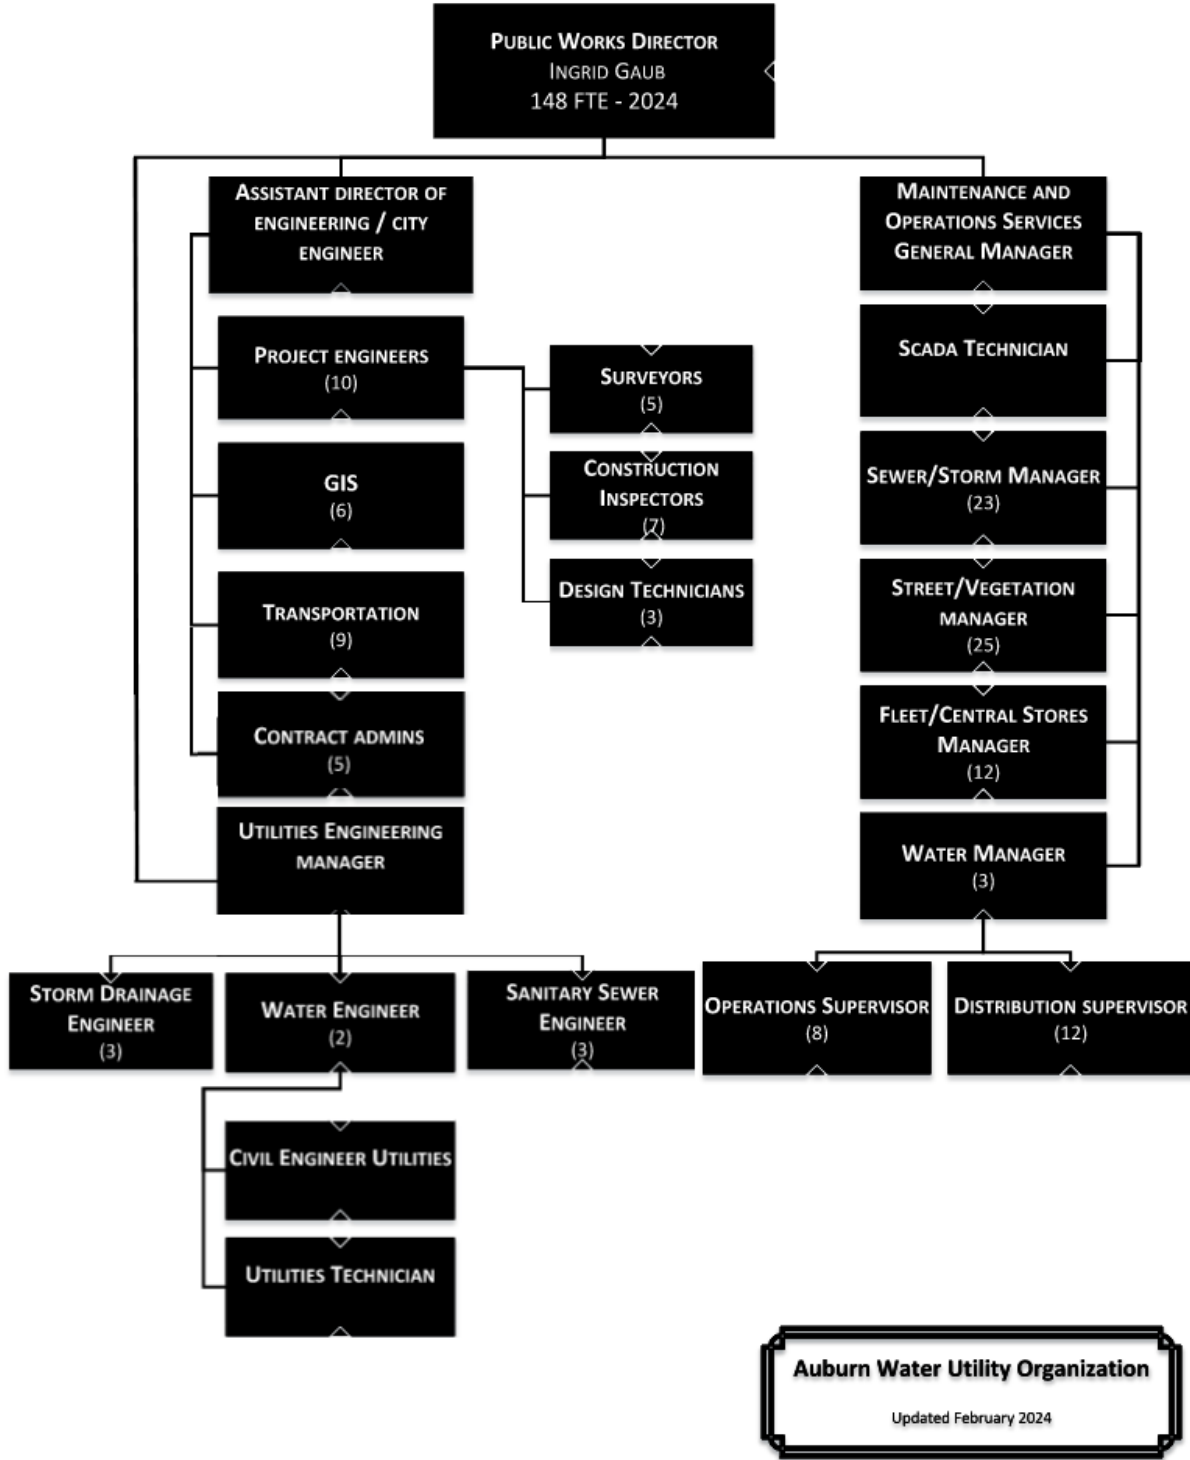 PUBLIC WORKS DIRECTOR
INGRID GAUB
148 FTE - 2024
ASSISTANT DIRECTOR OF
ENGINEERING / CITY
ENGINEER
PROJECT ENGINEERS
(10)
GIS
(6)
TRANSPORTATION
(9)
CONTRACT ADMINS
(5)
UTILITIES ENGINEERING
MANAGER
SURVEYORS
(5)
CONSTRUCTION
INSPECTORS
(7)
DESIGN TECHNICIANS
(3)
MAINTENANCE AND
OPERATIONS SERVICES
GENERAL MANAGER
SCADA TECHNICIAN
SEWER/STORM MANAGER
(23)
STREET/VEGETATION
MANAGER
(25)
FLEET/CENTRAL STORES
MANAGER
(12)
WATER MANAGER
(3)
STORM DRAINAGE
ENGINEER
(3)
WATER ENGINEER
(2)
SANITARY SEWER
ENGINEER
(3)
OPERATIONS SUPERVISOR
(8)
DISTRIBUTION SUPERVISOR
(12)
CIVIL ENGINEER UTILITIES
UTILITIES TECHNICIAN
Auburn Water Utility Organization
Updated February 2024